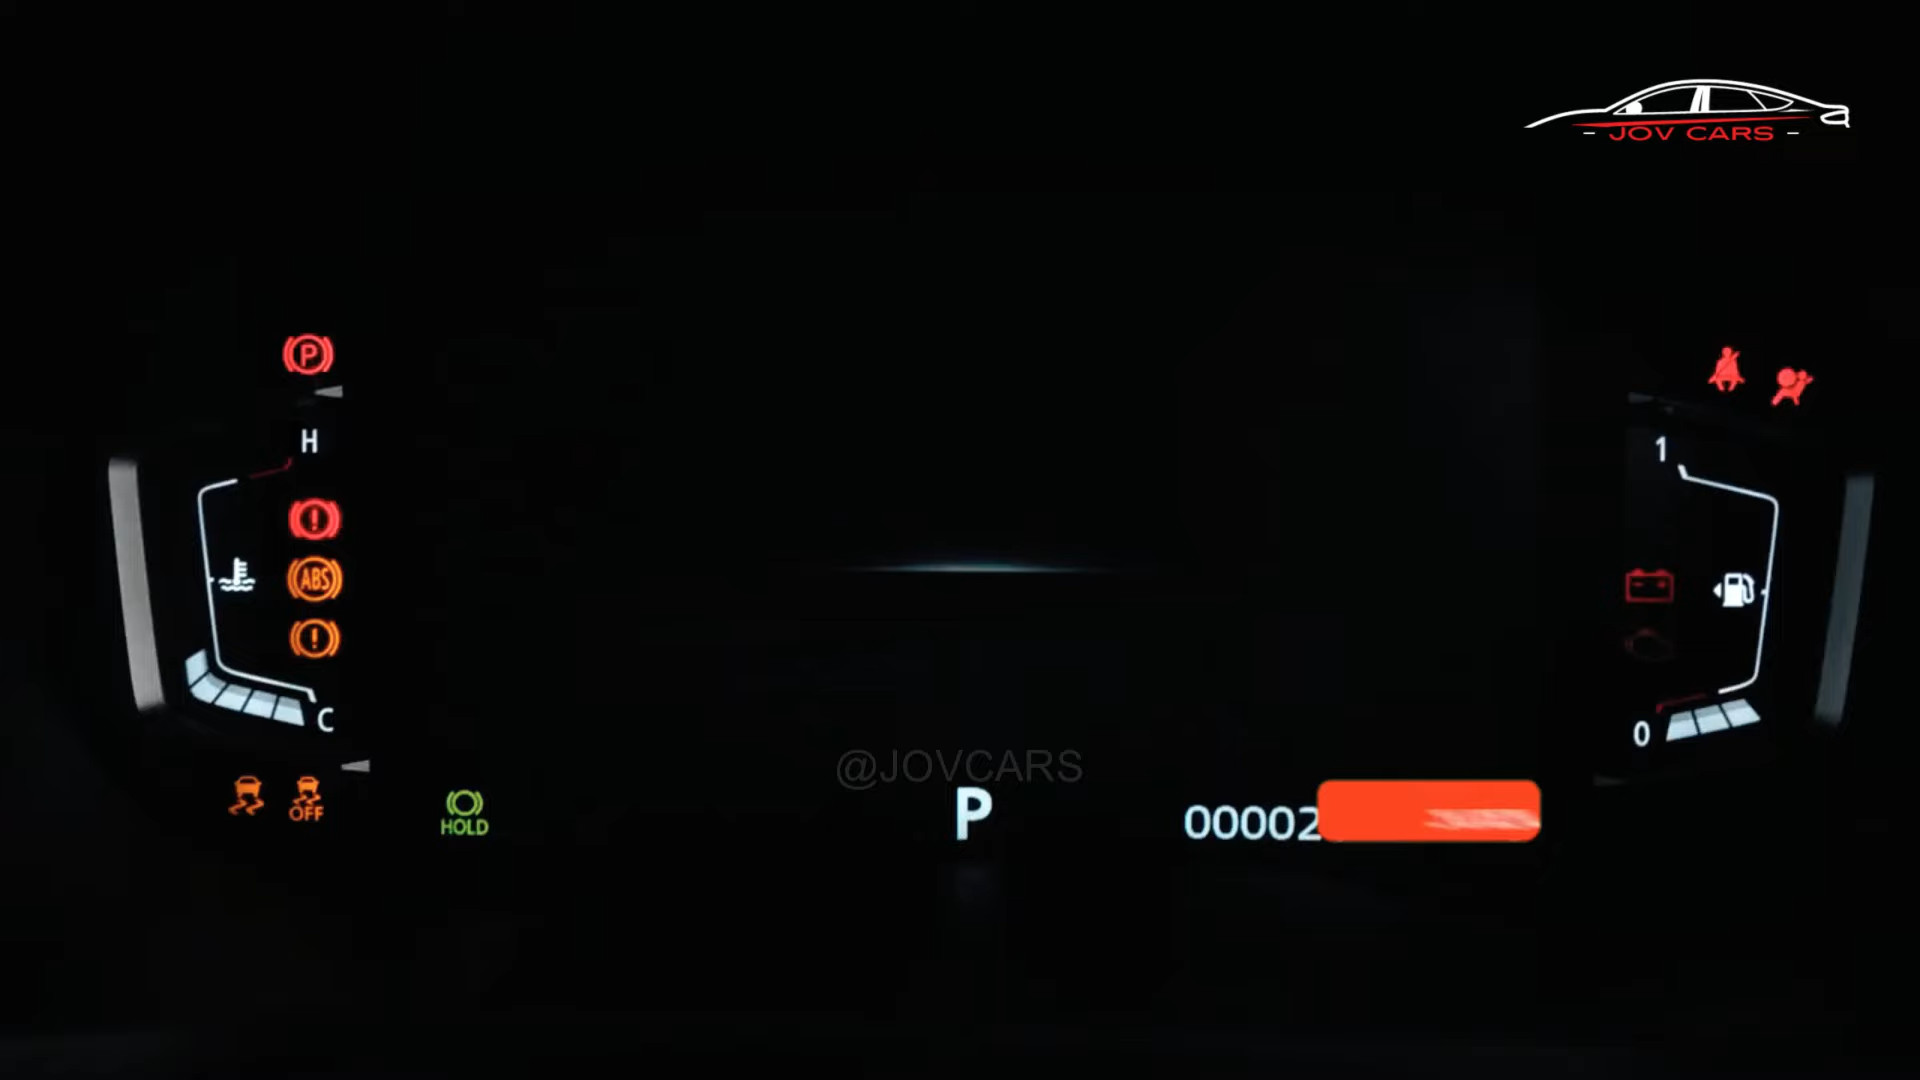 - JOV CARS -
P
H
1
ABS
C
0
@JOVCARS
OFF
HOLD
P
00002